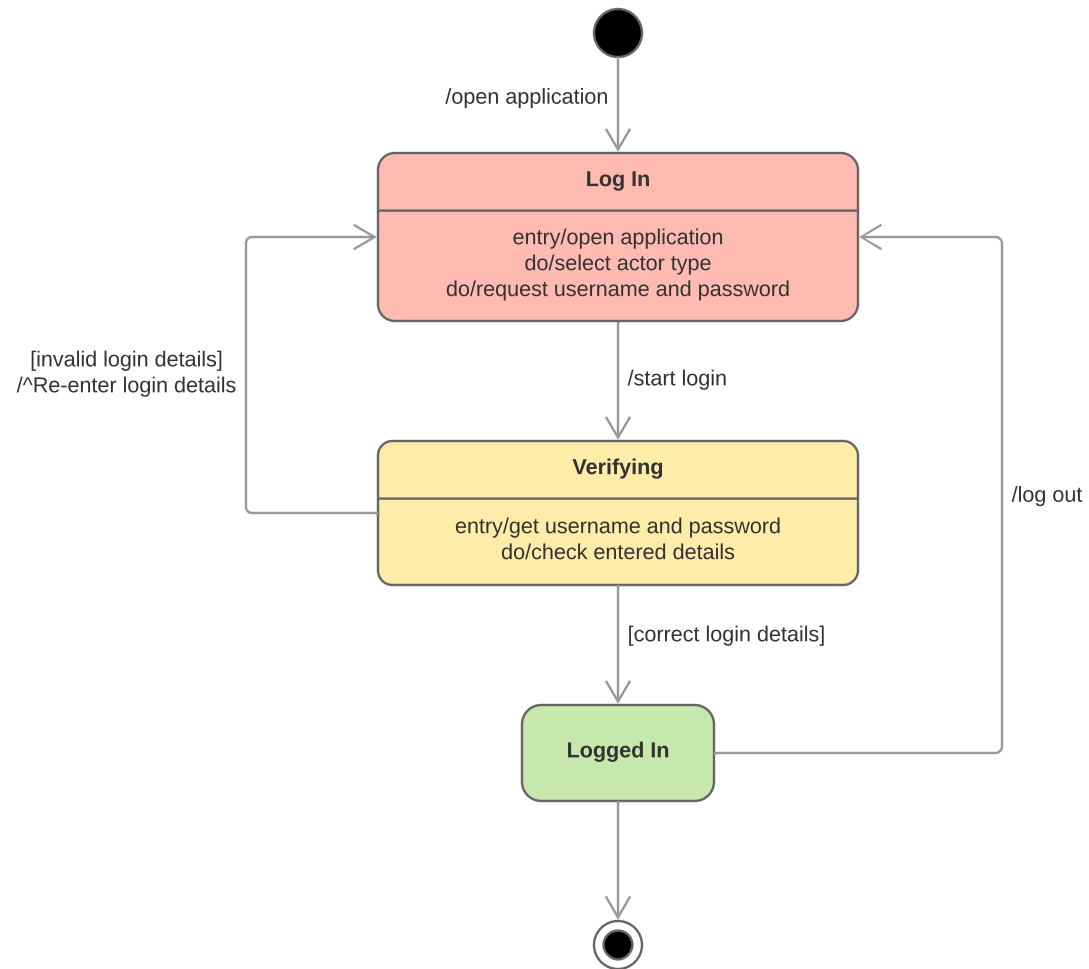 /open application
Log In
entry/open application
do/select actor type
do/request username and password
[invalid login details]
/^Re-enter login details
/start login
Verifying
entry/get username and password
do/check entered details
/log out
[correct login details]
Logged In